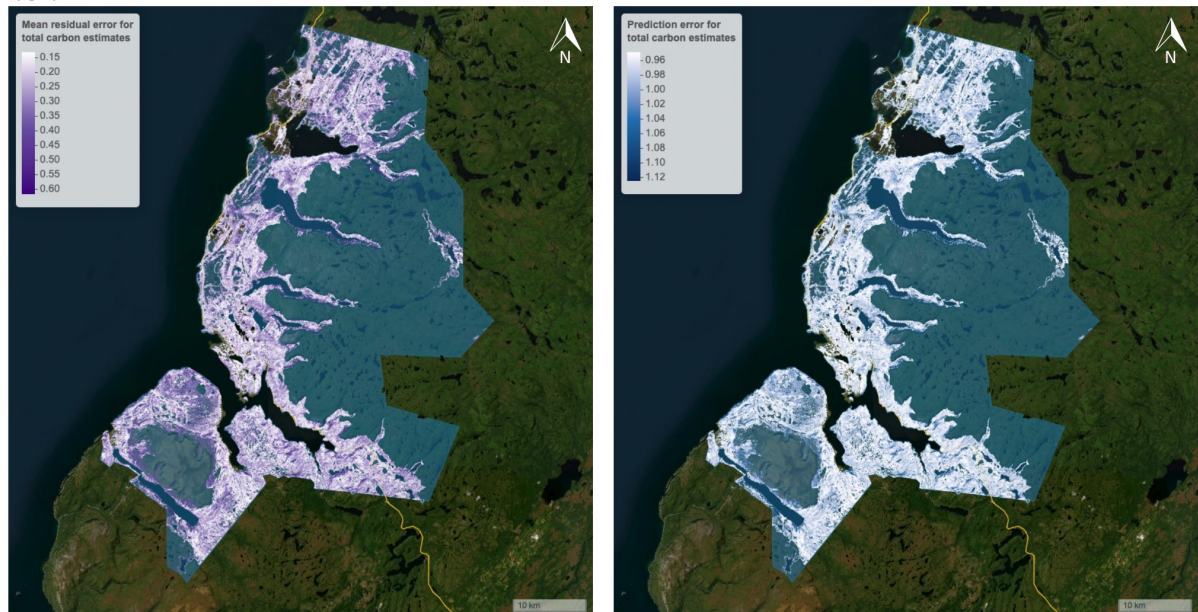 Mean residual error for
total carbon estimates
0.15
0.20
0.25
0.30
0.35
0.40
0.45
0.50
0.55
0.60
N
10 km
Prediction error for
total carbon estimates
0.96
0.98
1.00
1.04
1.06
1.08
1.10
1.12
N
10 km